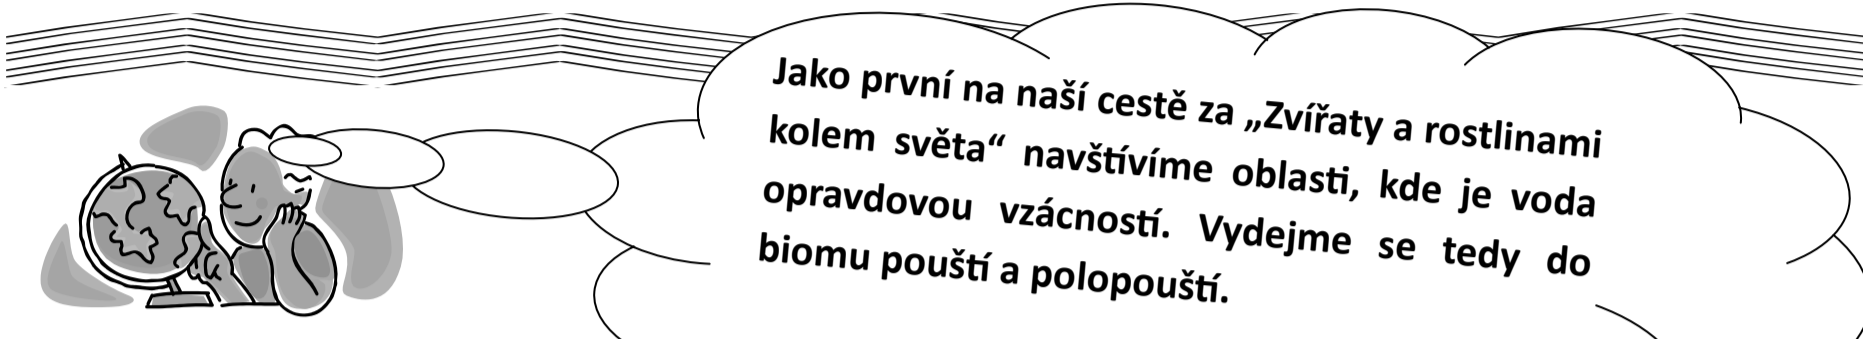 Jako první na naší cestě za „Zvířaty a rostlinami
kolem světa“ navštívíme oblasti, kde je voda
opravdovou vzácností. Vydejme se tedy do
biomu pouští a polopouští.